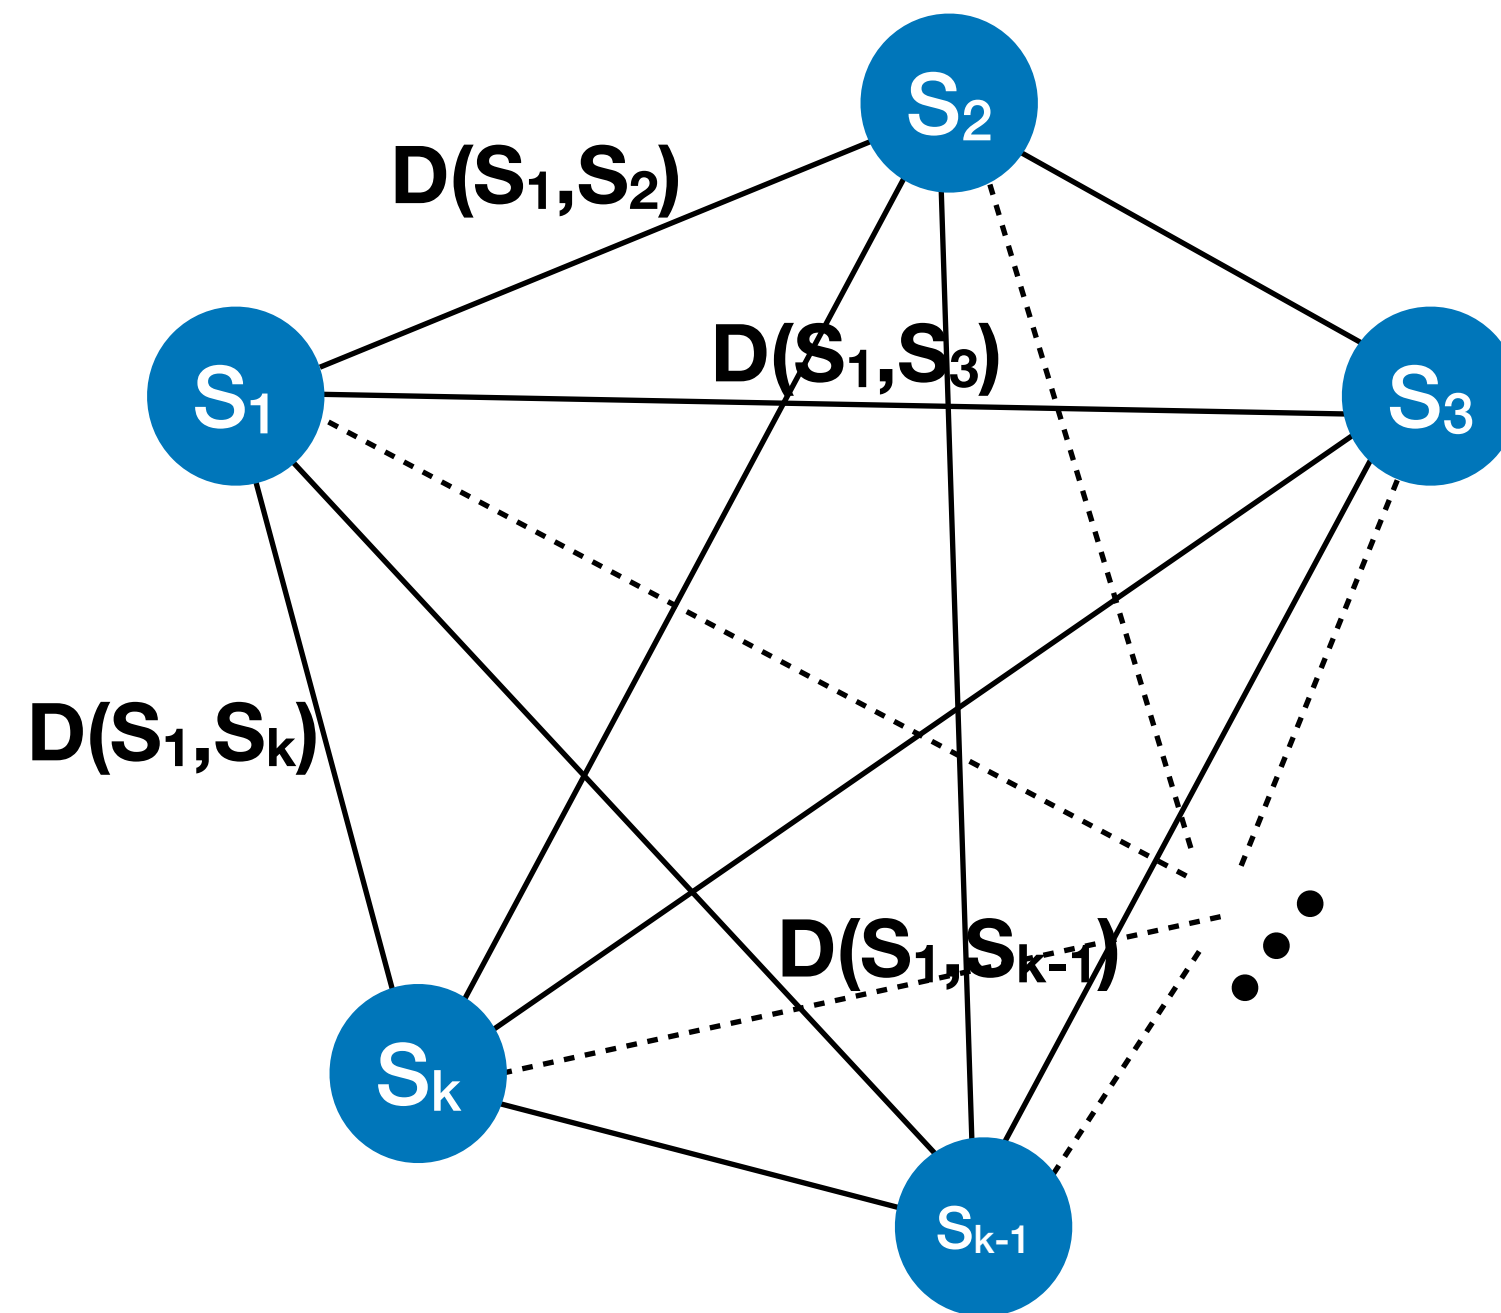 S₂
D(S₁,S₂)
D(S₁,S₃)
S₁
S₃
D(S₁,Sₖ)
D(S₁,Sₖ₋₁)
Sₖ
Sₖ₋₁